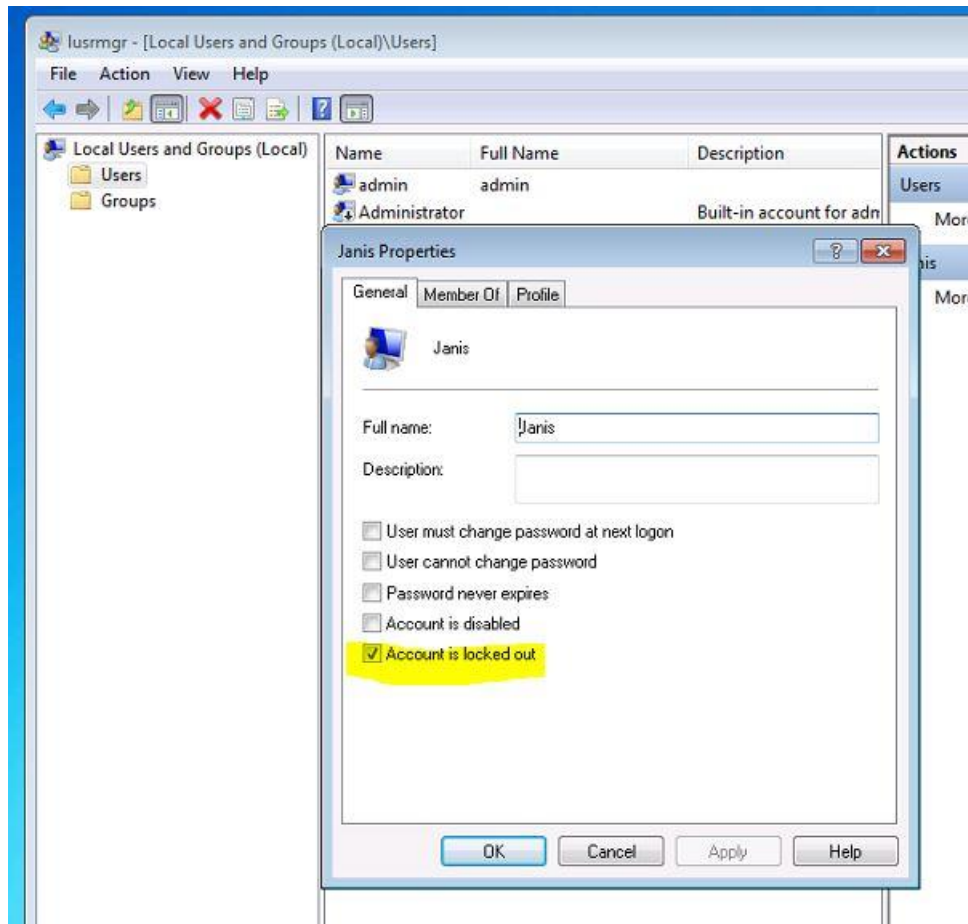 lusrmgr - [Local Users and Groups (Local)\Users]
File Action View Help
Local Users and Groups (Local)
Users
Groups
Name Full Name Description
admin admin
Administrator Built-in account for adm
Actions
Users
Mor
Janis Properties
nis
Mor
General Member Of Profile
Janis
Full name: Janis
Description:
User must change password at next logon
User cannot change password
Password never expires
Account is disabled
Account is locked out
OK Cancel Apply Help